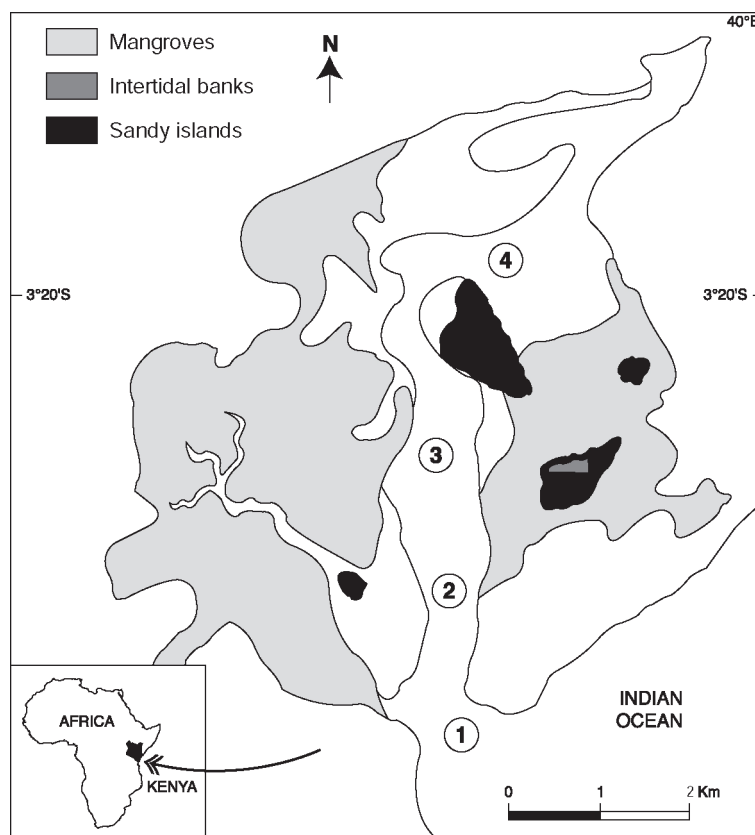 40°E
Mangroves
Intertidal banks
Sandy islands
N
4
3°20'S
3°20'S
3
2
1
INDIAN
OCEAN
AFRICA
KENYA
0 1 2 Km